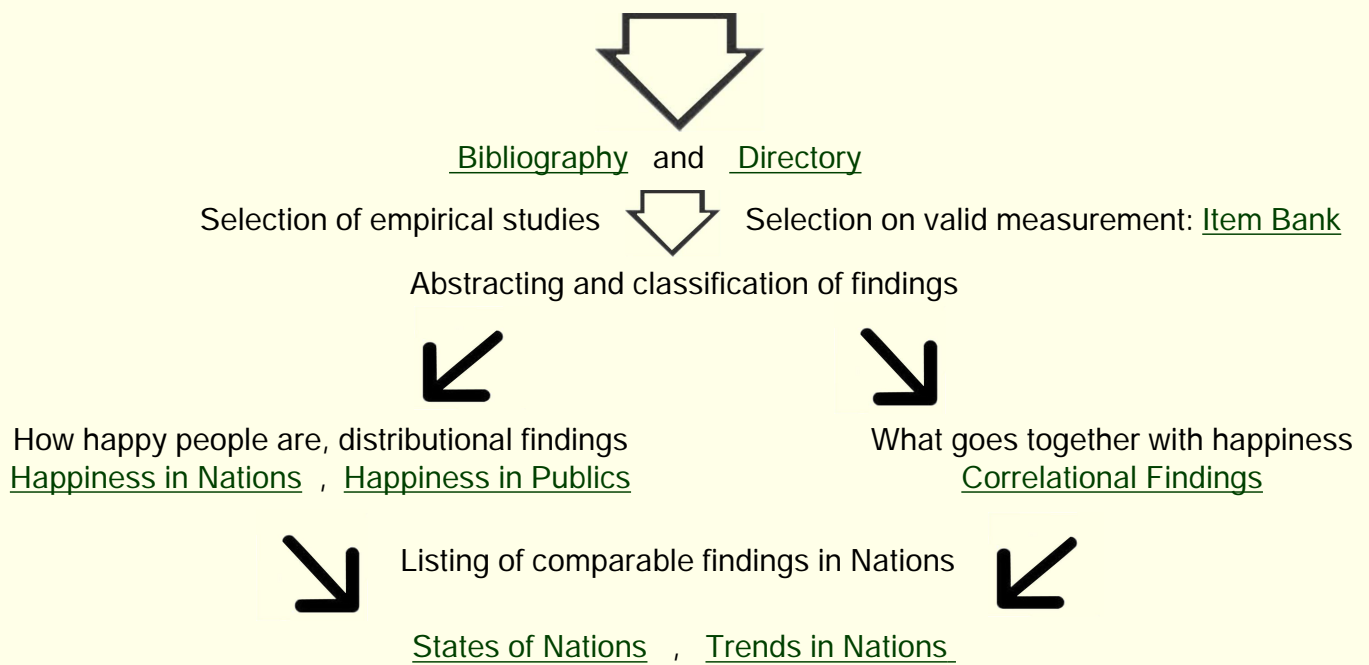 Bibliography and Directory
Selection of empirical studies Selection on valid measurement: Item Bank
Abstracting and classification of findings
How happy people are, distributional findings What goes together with happiness
Happiness in Nations , Happiness in Publics Correlational Findings
Listing of comparable findings in Nations
States of Nations , Trends in Nations